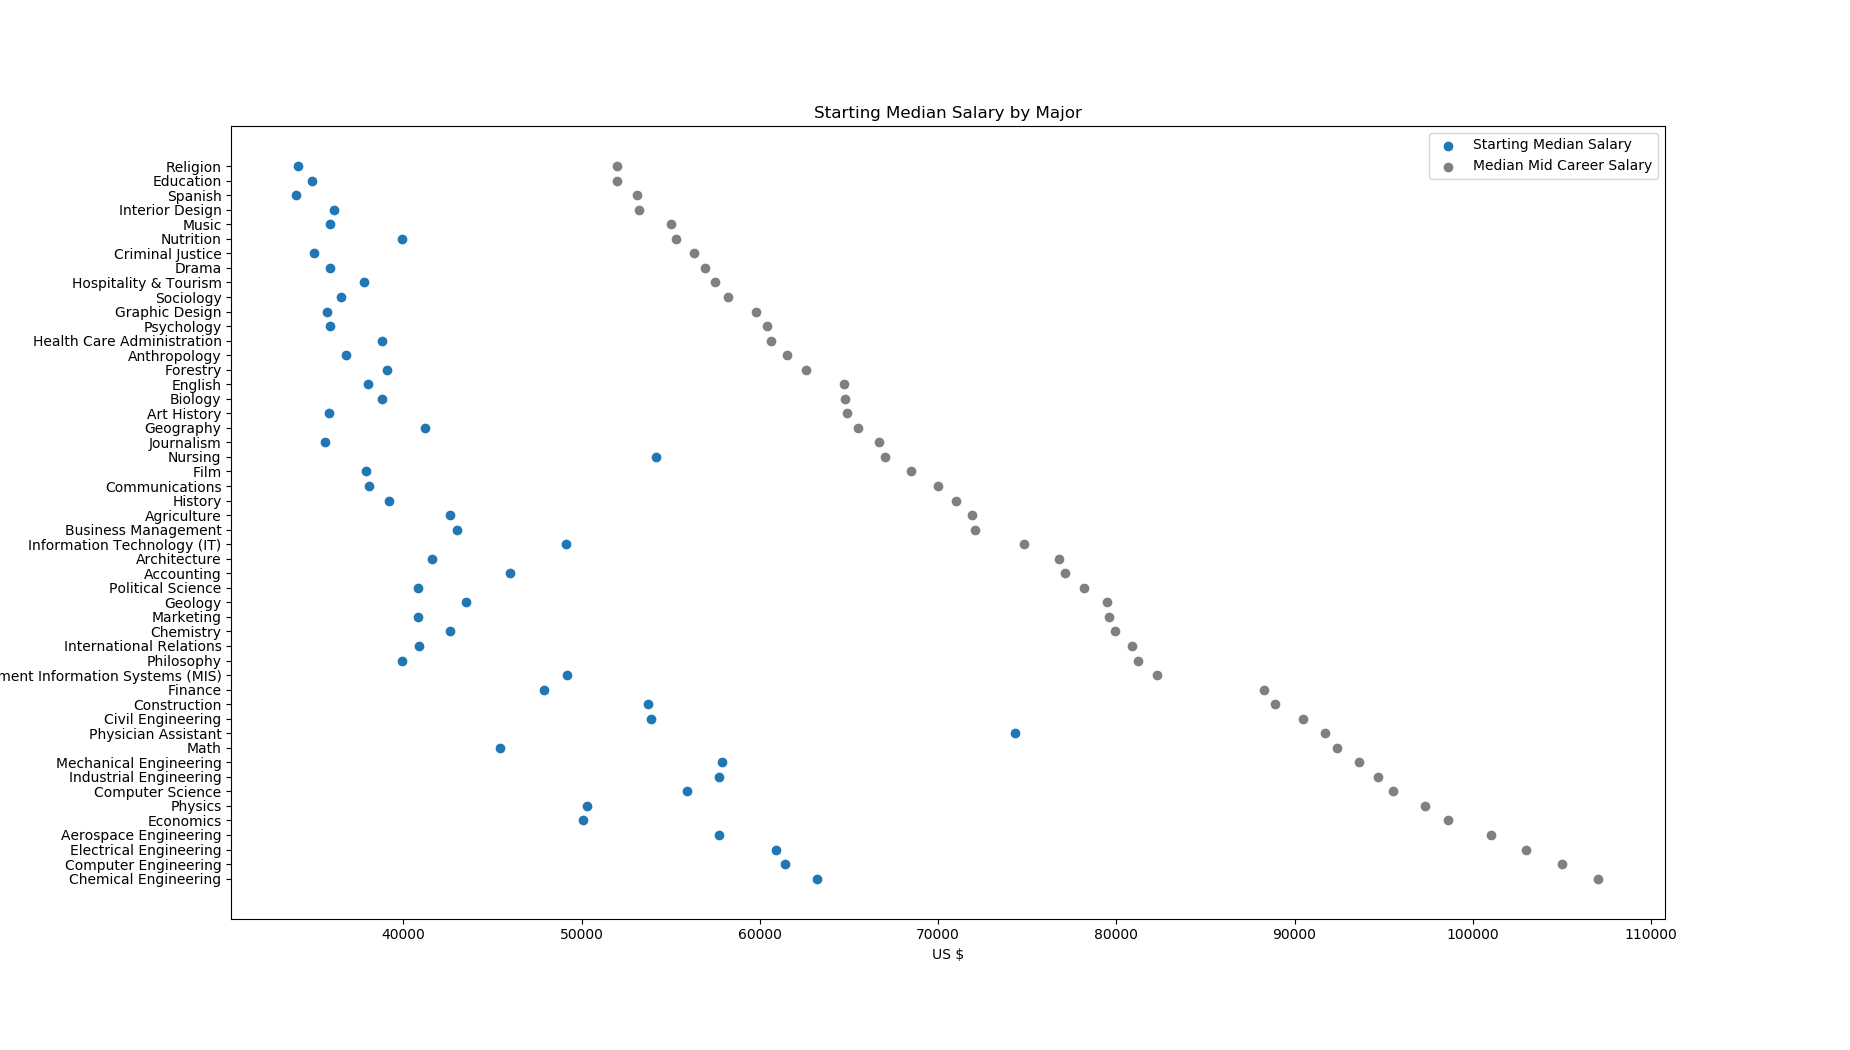 Starting Median Salary by Major
Starting Median Salary
Median Mid Career Salary
Religion
Education
Spanish
Interior Design
Music
Nutrition
Criminal Justice
Drama
Hospitality & Tourism
Sociology
Graphic Design
Psychology
Health Care Administration
Anthropology
Forestry
English
Biology
Art History
Geography
Journalism
Nursing
Film
Communications
History
Agriculture
Business Management
Information Technology (IT)
Architecture
Accounting
Political Science
Geology
Marketing
Chemistry
International Relations
Philosophy
ment Information Systems (MIS)
Finance
Construction
Civil Engineering
Physician Assistant
Math
Mechanical Engineering
Industrial Engineering
Computer Science
Physics
Economics
Aerospace Engineering
Electrical Engineering
Computer Engineering
Chemical Engineering
40000 50000 60000 70000 80000 90000 100000 110000
US $